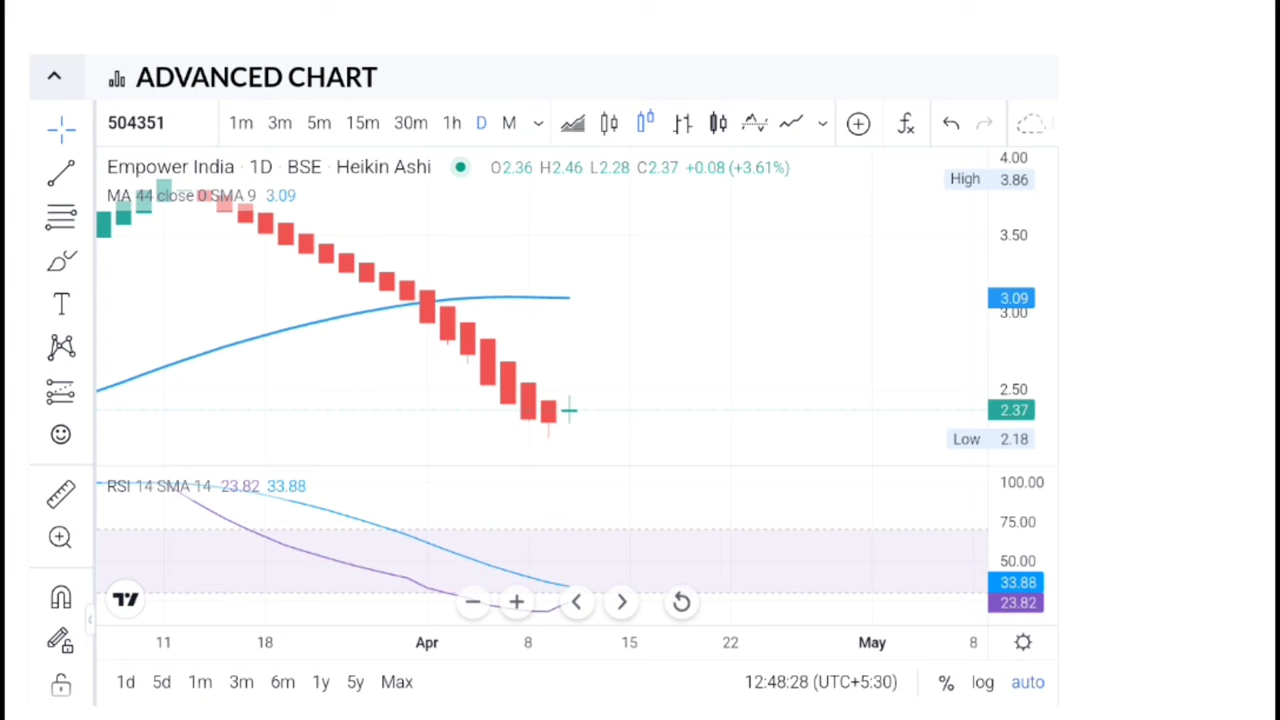 ADVANCED CHART
504351 1m 3m 5m 15m 30m 1h D M
Empower India · 1D · BSE · Heikin Ashi O2.36 H2.46 L2.28 C2.37 +0.08 (+3.61%)
MA 44 close 0 SMA 9 3.09
4.00
High 3.86
3.50
3.09
3.00
2.50
2.37
Low 2.18
RSI 14 SMA 14 23.82 33.88
100.00
75.00
50.00
33.88
23.82
11 18 Apr 8 15 22 May 8
1d 5d 1m 3m 6m 1y 5y Max 12:48:28 (UTC+5:30) % log auto